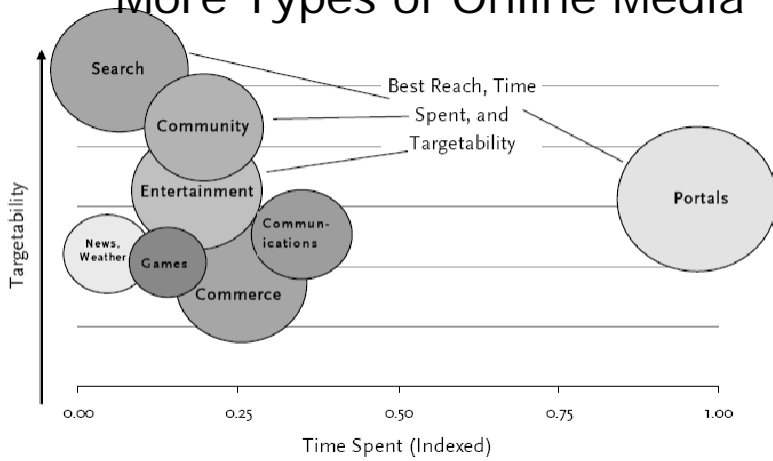 More Types of Online Media
Search
Best Reach, Time
Spent, and
Targetability
Community
Entertainment
Portals
Commun-
ications
News,
Weather
Games
Commerce
Targetability
0.00 0.25 0.50 0.75 1.00
Time Spent (Indexed)